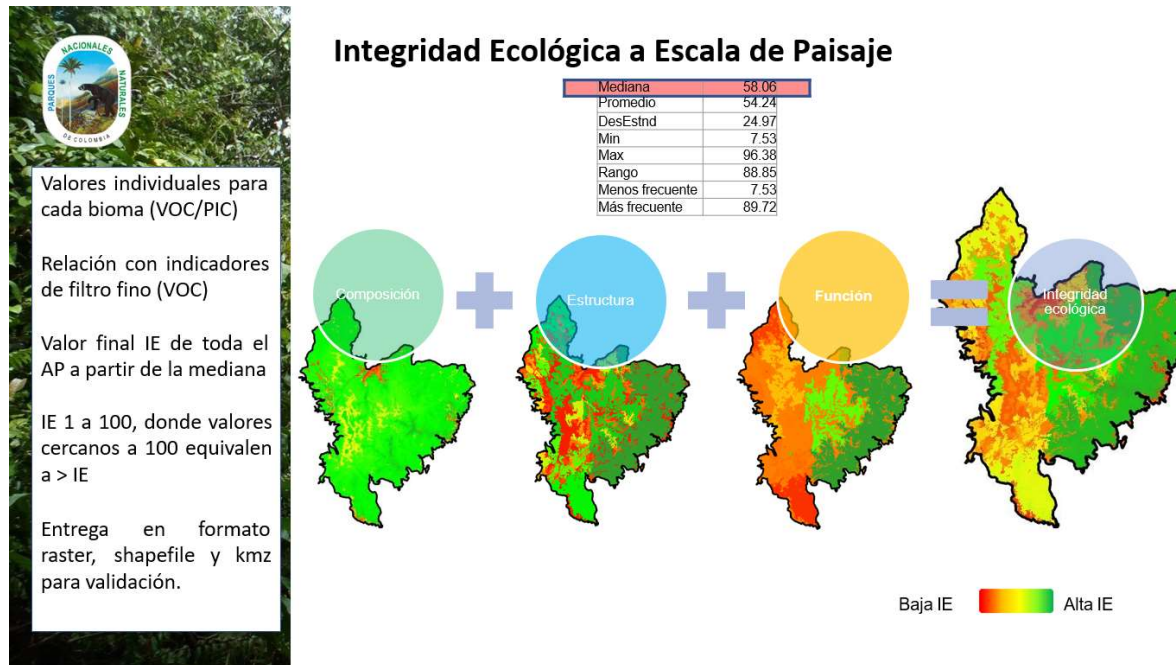 PARQUES NACIONALES NATURALES
DE COLOMBIA
Integridad Ecológica a Escala de Paisaje
Mediana 58.06
Promedio 54.24
DesEstnd 24.97
Min 7.53
Max 96.38
Rango 88.85
Menos frecuente 7.53
Más frecuente 89.72
Valores individuales para
cada bioma (VOC/PIC)
Relación con indicadores
de filtro fino (VOC)
Valor final IE de toda el
AP a partir de la mediana
IE 1 a 100, donde valores
cercanos a 100 equivalen
a > IE
Entrega en formato
raster, shapefile y kmz
para validación.
Composición
Estructura
Función
Integridad
ecológica
Baja IE
Alta IE